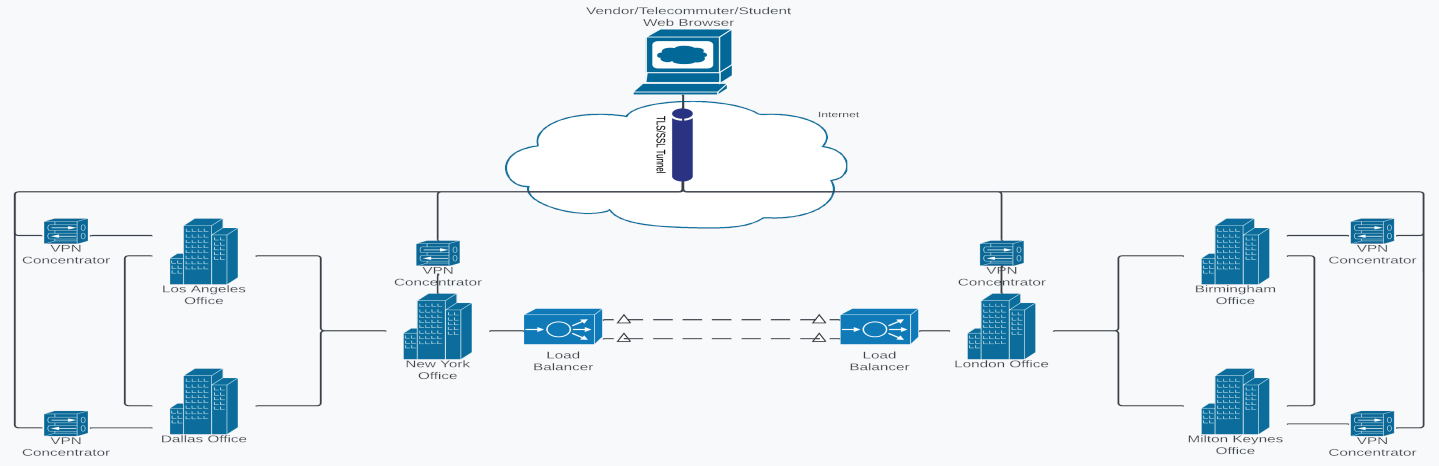 Vendor/Telecommuter/Student
Web Browser
Internet
TLS/SSL Tunnel
VPN
Concentrator
Los Angeles
Office
VPN
Concentrator
VPN
Concentrator
Birmingham
Office
VPN
Concentrator
New York
Office
Load
Balancer
Load
Balancer
London Office
VPN
Concentrator
Dallas Office
Milton Keynes
Office
VPN
Concentrator